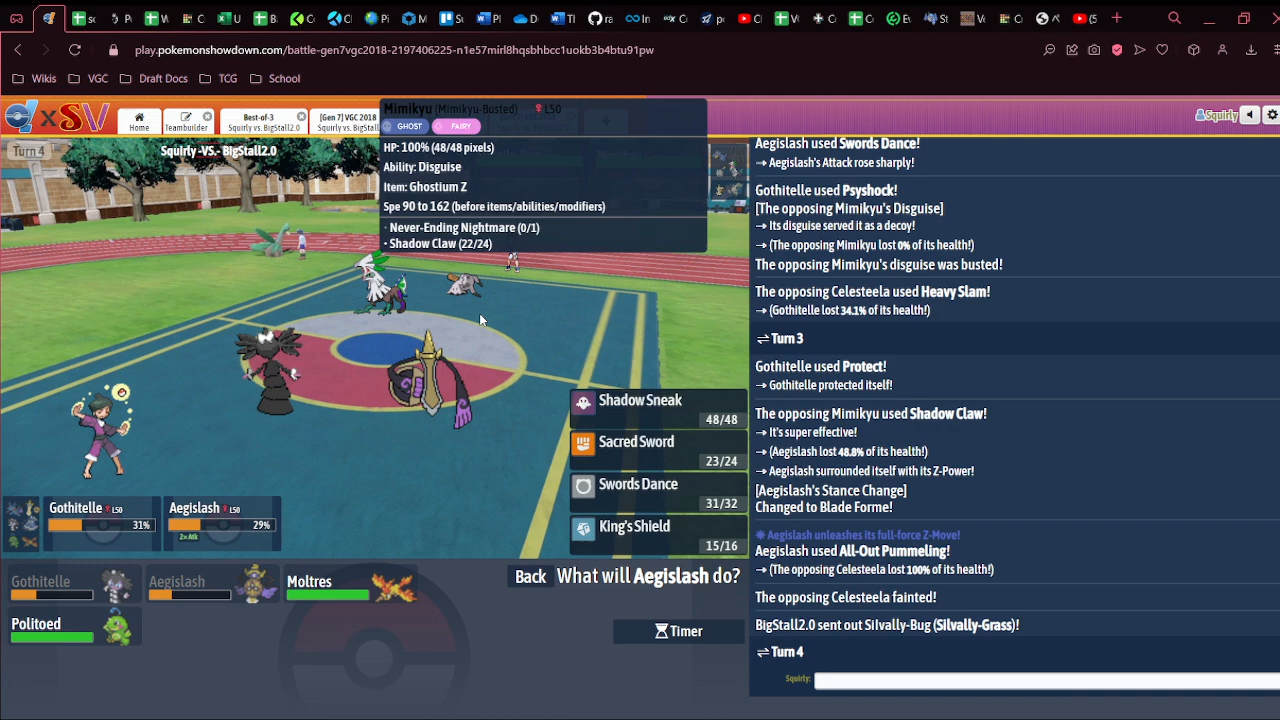 play.pokemonshowdown.com/battle-gen7vgc2018-2197406225-n1e57mirl8hqsbhbcc1uokb3b4btu91pw
Wikis
VGC
Draft Docs
TCG
School
x
SV
Home
Teambuilder
Best-of-3
Squirly vs. BigStall2.0
[Gen 7] VGC 2018
Squirly vs. BigStall
Squirly
Turn 4
Squirly -VS.- BigStall2.0
Mimikyu (Mimikyu-Busted) L50
GHOST
FAIRY
HP: 100% (48/48 pixels)
Ability: Disguise
Item: Ghostium Z
Spe 90 to 162 (before items/abilities/modifiers)
• Never-Ending Nightmare (0/1)
• Shadow Claw (22/24)
Shadow Sneak
48/48
Sacred Sword
23/24
Swords Dance
31/32
King's Shield
15/16
Gothitelle L50
31%
Aegislash L50
29%
2x Atk
Gothitelle
Aegislash
Moltres
Politoed
Back
What will Aegislash do?
Timer
Aegislash used Swords Dance!
→ Aegislash's Attack rose sharply!
Gothitelle used Psyshock!
[The opposing Mimikyu's Disguise]
→ Its disguise served it as a decoy!
→ (The opposing Mimikyu lost 0% of its health!)
The opposing Mimikyu's disguise was busted!
The opposing Celesteela used Heavy Slam!
→ (Gothitelle lost 34.1% of its health!)
Turn 3
Gothitelle used Protect!
→ Gothitelle protected itself!
The opposing Mimikyu used Shadow Claw!
→ It's super effective!
→ (Aegislash lost 48.8% of its health!)
→ Aegislash surrounded itself with its Z-Power!
[Aegislash's Stance Change]
Changed to Blade Forme!
Aegislash unleashes its full-force Z-Move!
Aegislash used All-Out Pummeling!
→ (The opposing Celesteela lost 100% of its health!)
The opposing Celesteela fainted!
BigStall2.0 sent out Silvally-Bug (Silvally-Grass)!
Turn 4
Squirly: